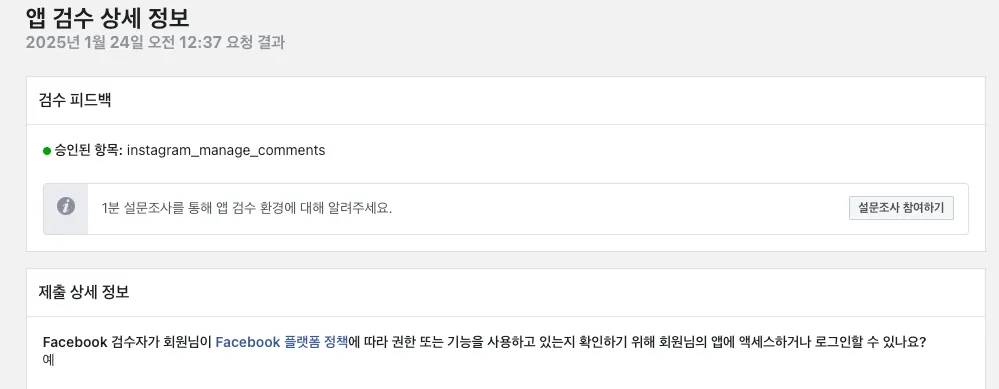 앱 검수 상세 정보
2025년 1월 24일 오전 12:37 요청 결과
검수 피드백
승인된 항목: instagram_manage_comments
1분 설문조사를 통해 앱 검수 환경에 대해 알려주세요.
설문조사 참여하기
제출 상세 정보
Facebook 검수자가 회원님이 Facebook 플랫폼 정책에 따라 권한 또는 기능을 사용하고 있는지 확인하기 위해 회원님의 앱에 액세스하거나 로그인할 수 있나요?
예